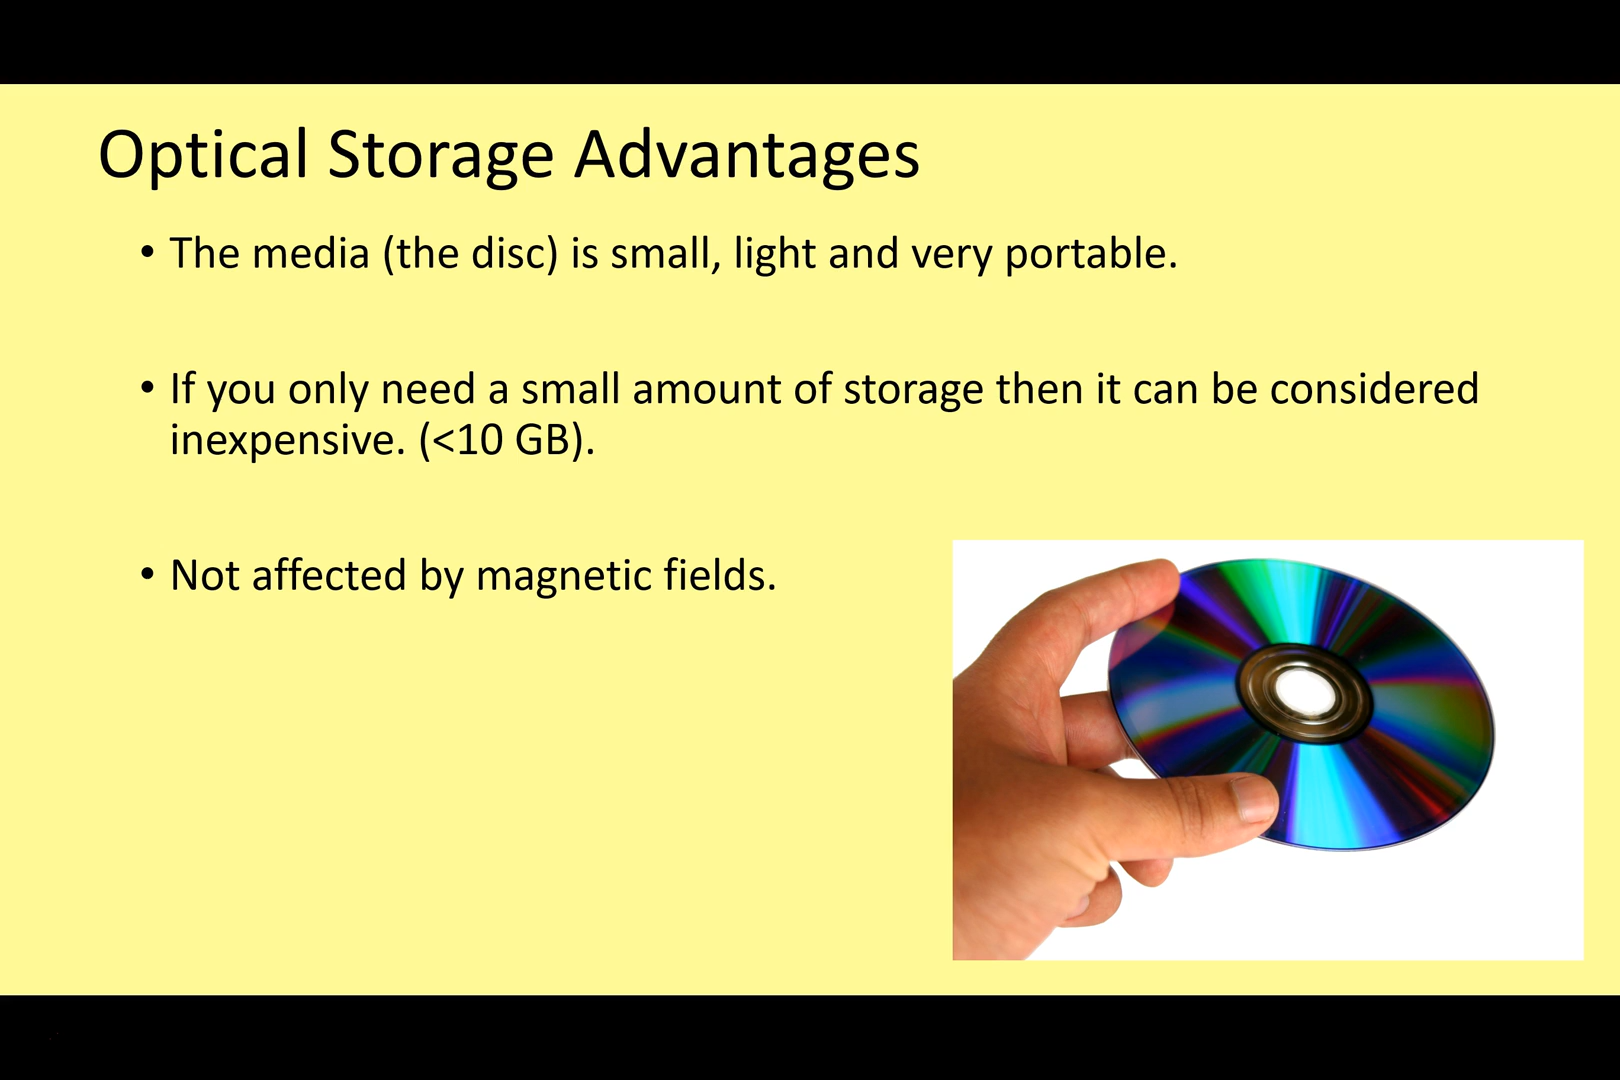 Optical Storage Advantages
• The media (the disc) is small, light and very portable.
• If you only need a small amount of storage then it can be considered
inexpensive. (<10 GB).
• Not affected by magnetic fields.